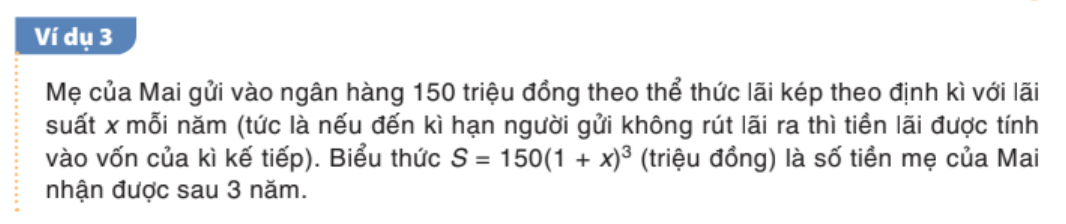 Ví dụ 3
Mẹ của Mai gửi vào ngân hàng 150 triệu đồng theo thể thức lãi kép theo định kì với lãi
suất x mỗi năm (tức là nếu đến kì hạn người gửi không rút lãi ra thì tiền lãi được tính
vào vốn của kì kế tiếp). Biểu thức S = 150(1 + x)³ (triệu đồng) là số tiền mẹ của Mai
nhận được sau 3 năm.